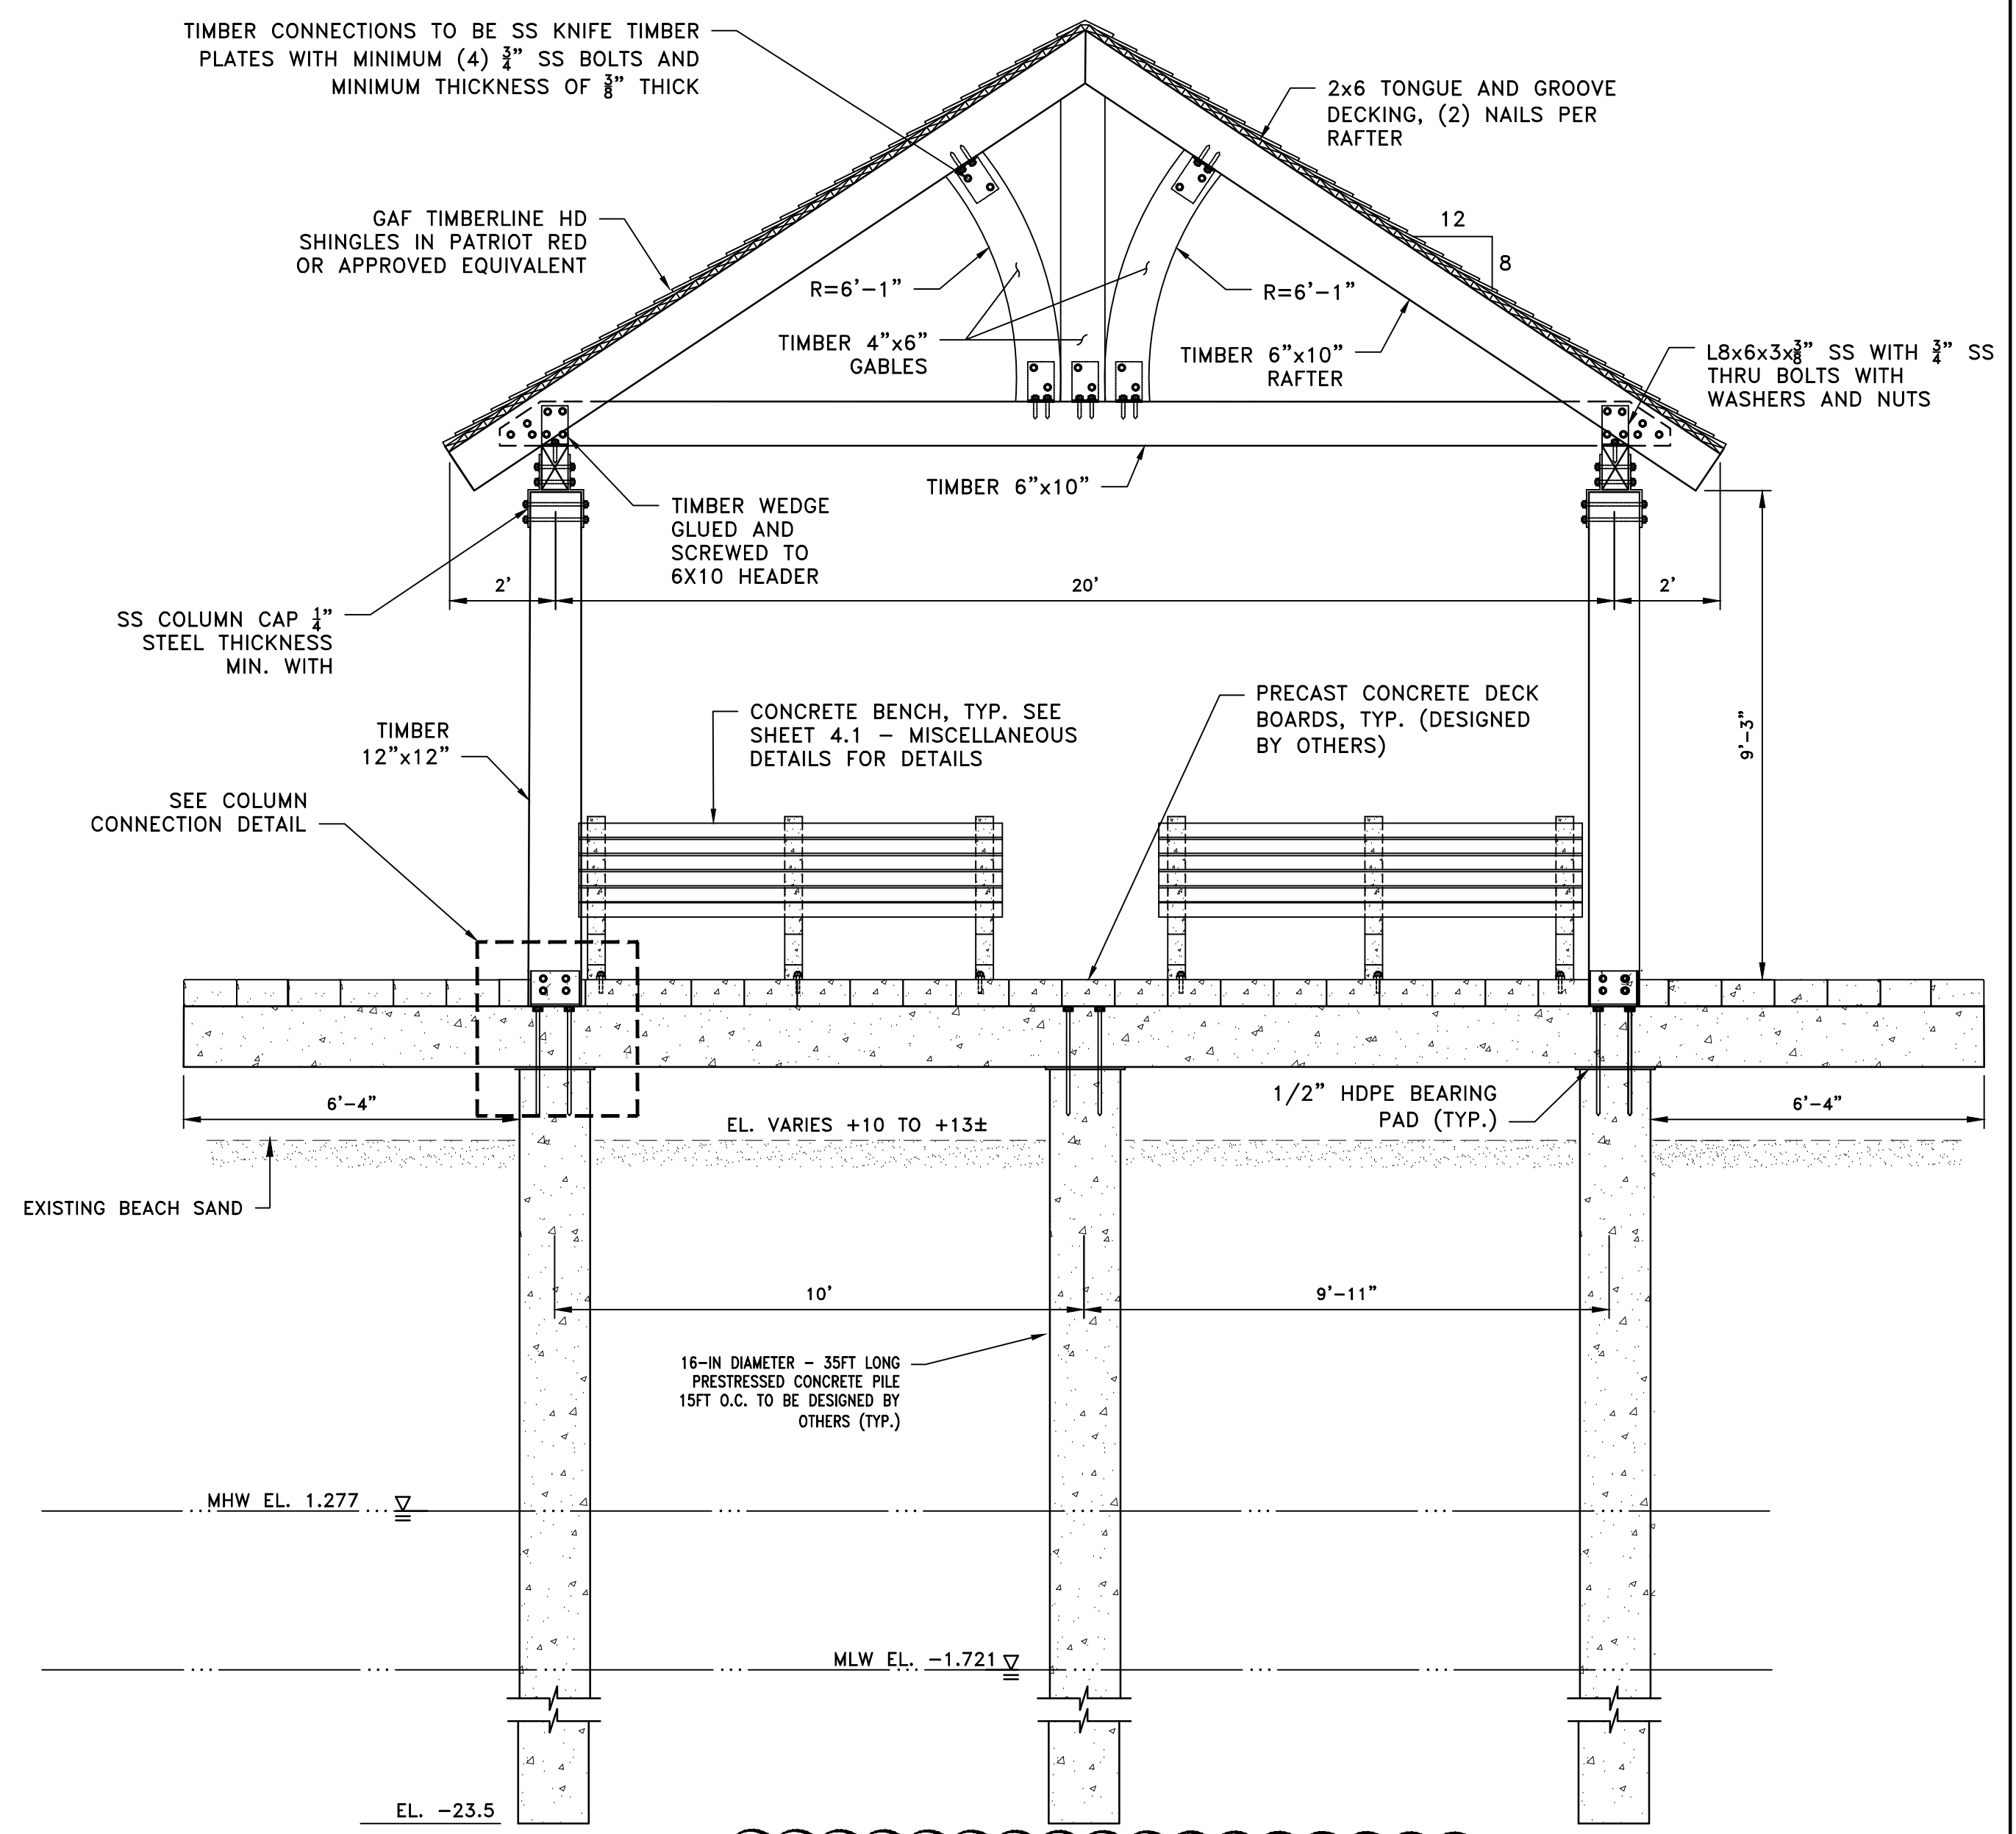 TIMBER CONNECTIONS TO BE SS KNIFE TIMBER
PLATES WITH MINIMUM (4) 3/4" SS BOLTS AND
MINIMUM THICKNESS OF 3/8" THICK
2x6 TONGUE AND GROOVE
DECKING, (2) NAILS PER
RAFTER
GAF TIMBERLINE HD
SHINGLES IN PATRIOT RED
OR APPROVED EQUIVALENT
12
8
R=6'-1"
R=6'-1"
TIMBER 4"x6"
GABLES
TIMBER 6"x10"
RAFTER
L8x6x3x3/8" SS WITH 3/4" SS
THRU BOLTS WITH
WASHERS AND NUTS
TIMBER 6"x10"
TIMBER WEDGE
GLUED AND
SCREWED TO
6X10 HEADER
2'
20'
2'
SS COLUMN CAP 1/4"
STEEL THICKNESS
MIN. WITH
9'-3"
CONCRETE BENCH, TYP. SEE
SHEET 4.1 - MISCELLANEOUS
DETAILS FOR DETAILS
PRECAST CONCRETE DECK
BOARDS, TYP. (DESIGNED
BY OTHERS)
TIMBER
12"x12"
SEE COLUMN
CONNECTION DETAIL
6'-4"
EL. VARIES +10 TO +13±
1/2" HDPE BEARING
PAD (TYP.)
6'-4"
EXISTING BEACH SAND
10'
9'-11"
16-IN DIAMETER - 35FT LONG
PRESTRESSED CONCRETE PILE
15FT O.C. TO BE DESIGNED BY
OTHERS (TYP.)
MHW EL. 1.277
MLW EL. -1.721
EL. -23.5